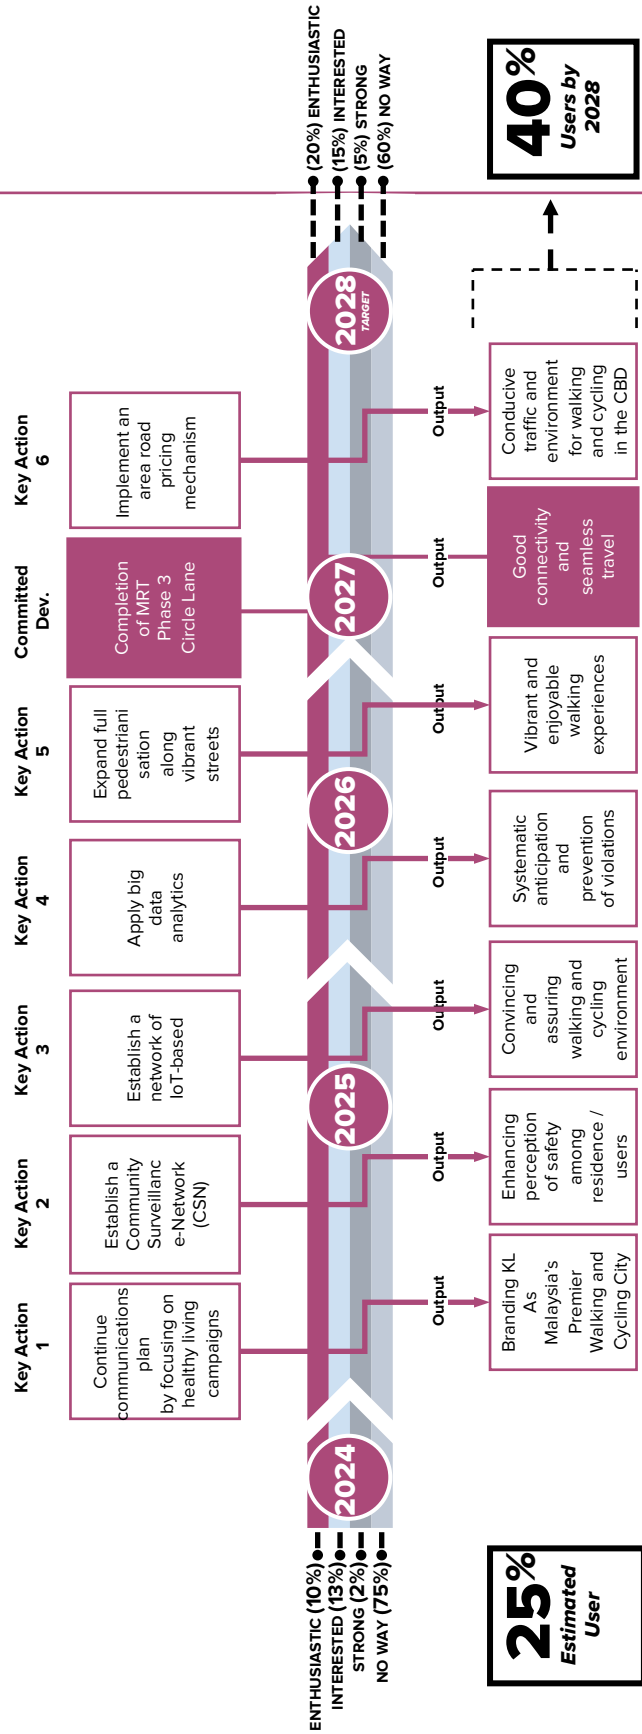 Key Action
1
Key Action
2
Key Action
3
Key Action
4
Key Action
5
Committed
Dev.
Key Action
6
Continue
communications
plan
by focusing on
healthy living
campaigns
Establish a
Community
Surveillanc
e-Network
(CSN)
Establish a
network of
IoT-based
Apply big
data
analytics
Expand full
pedestriani
sation
along
vibrant
streets
Completion
of MRT
Phase 3
Circle Lane
Implement an
area road
pricing
mechanism
ENTHUSIASTIC (10%)
INTERESTED (13%)
STRONG (2%)
NO WAY (75%)
2024
2025
2026
2027
2028
TARGET
(20%) ENTHUSIASTIC
(15%) INTERESTED
(5%) STRONG
(60%) NO WAY
Output
Output
Output
Output
Output
Output
Output
25%
Estimated
User
Branding KL
As
Malaysia's
Premier
Walking and
Cycling City
Enhancing
perception
of safety
among
residence /
users
Convincing
and
assuring
walking and
cycling
environment
Systematic
anticipation
and
prevention
of violations
Vibrant and
enjoyable
walking
experiences
Good
connectivity
and
seamless
travel
Conducive
traffic and
environment
for walking
and cycling
in the CBD
40%
Users by
2028